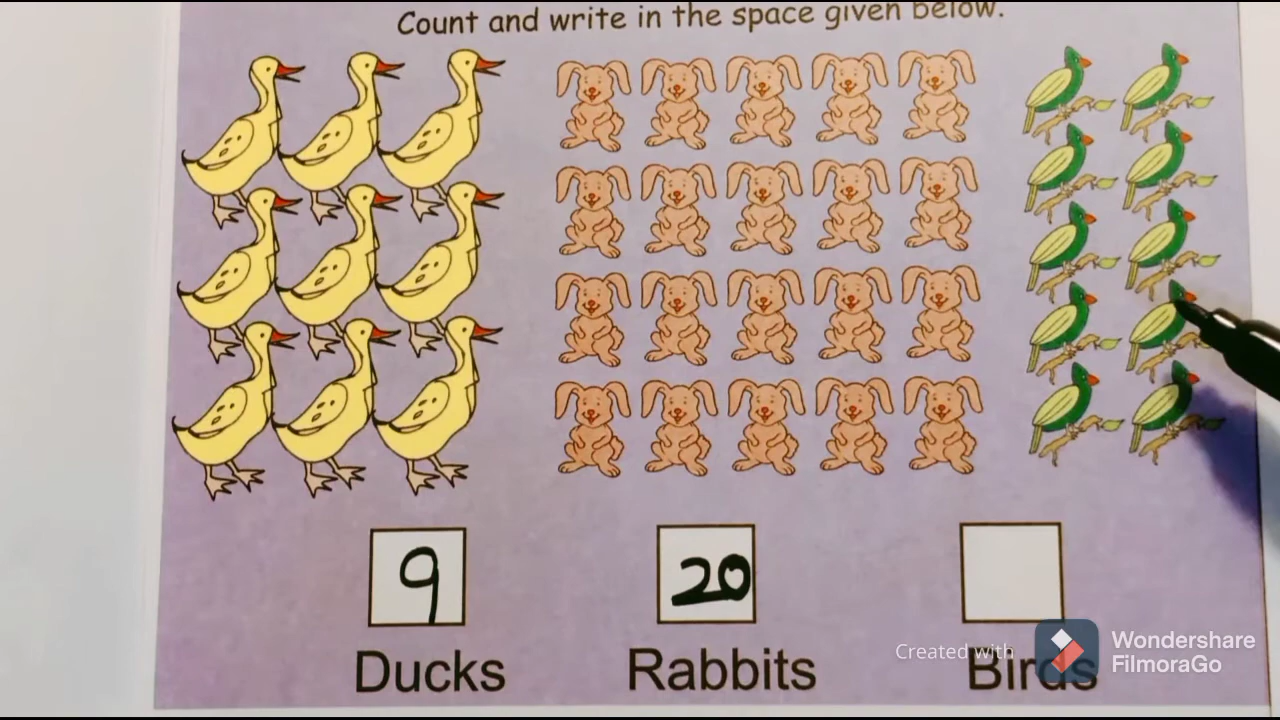 Count and write in the space given below.
9
20
Ducks
Rabbits
Birds
Created with
Wondershare
FilmoraGo